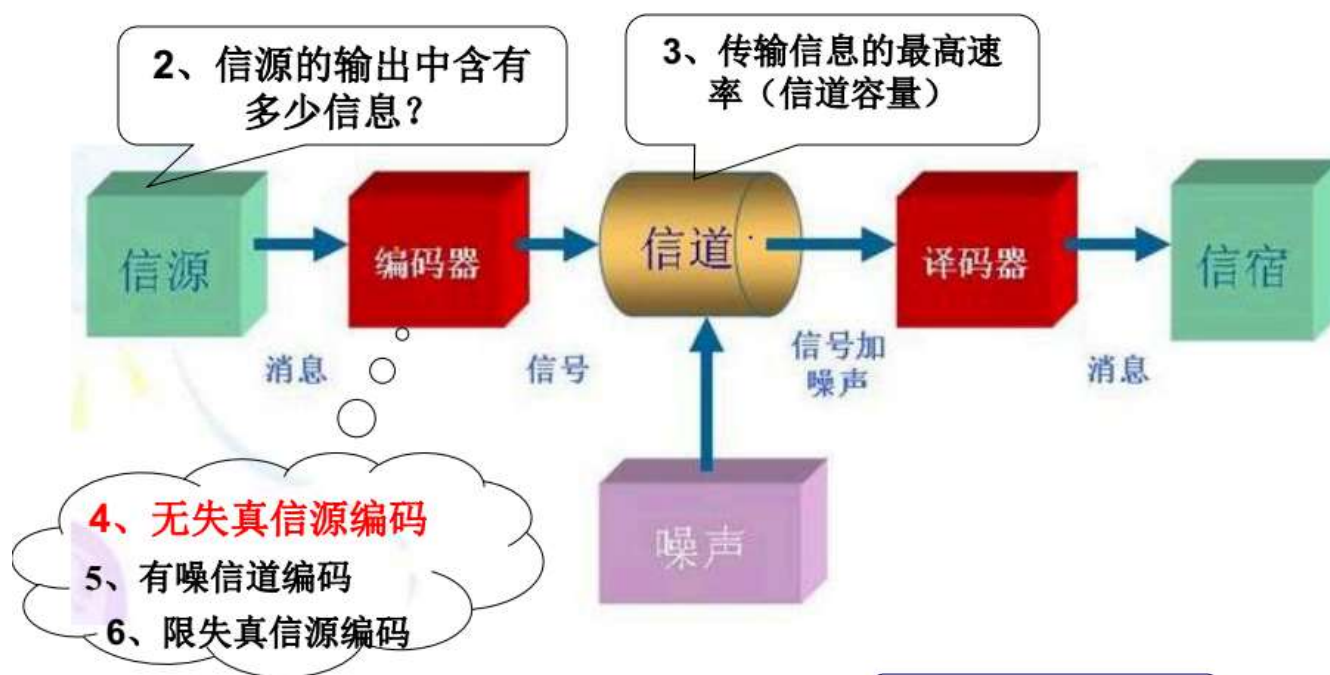 2、信源的输出中含有
多少信息？
3、传输信息的最高速
率（信道容量）
信源
编码器
信道
译码器
信宿
消息
信号
信号加
噪声
消息
噪声
4、无失真信源编码
5、有噪信道编码
6、限失真信源编码